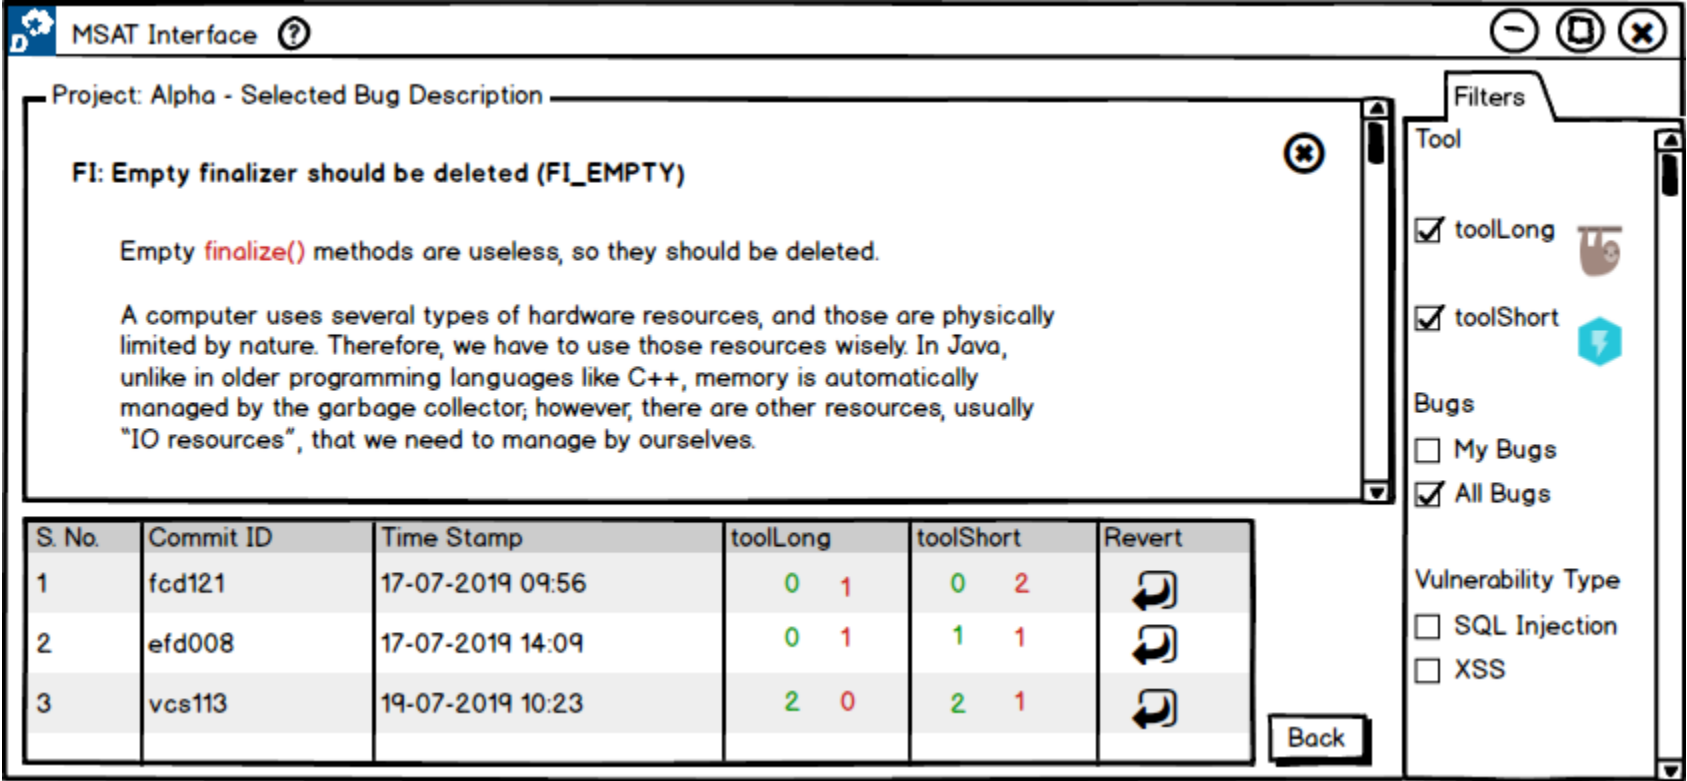 D
MSAT Interface ?
Project: Alpha - Selected Bug Description
FI: Empty finalizer should be deleted (FI_EMPTY)
Empty finalize() methods are useless, so they should be deleted.
A computer uses several types of hardware resources, and those are physically
limited by nature. Therefore, we have to use those resources wisely. In Java,
unlike in older programming languages like C++, memory is automatically
managed by the garbage collector; however, there are other resources, usually
"IO resources", that we need to manage by ourselves.
S. No. Commit ID Time Stamp toolLong toolShort Revert
1 fcd121 17-07-2019 09:56 0 1 0 2
2 efd008 17-07-2019 14:09 0 1 1 1
3 vcs113 19-07-2019 10:23 2 0 2 1
Back
Filters
Tool
toolLong
toolShort
Bugs
My Bugs
All Bugs
Vulnerability Type
SQL Injection
XSS